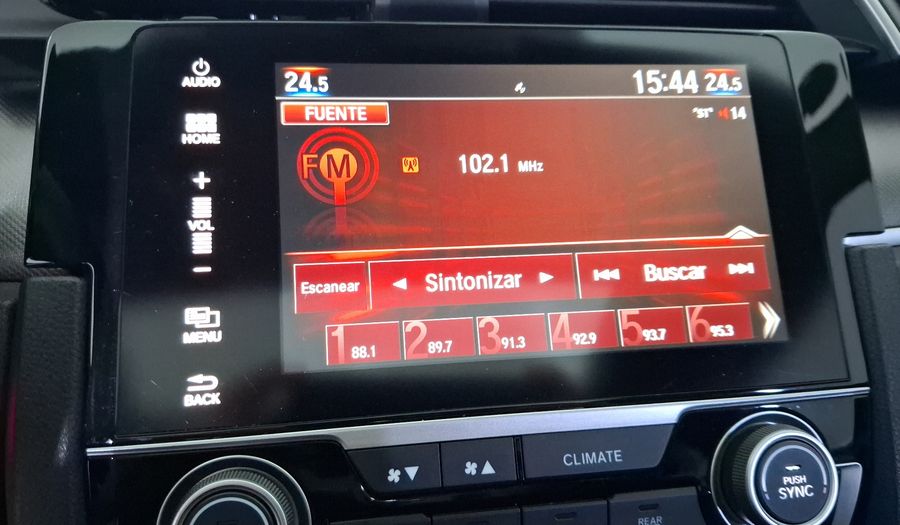 AUDIO
HOME
+
VOL
−
MENU
BACK
24.5 15:44 24.5
FUENTE
"ST" 14
FM 102.1 MHz
Escanear ◄ Sintonizar ► Buscar
1 88.1 2 89.7 3 91.3 4 92.9 5 93.7 6 95.3
CLIMATE
PUSH
SYNC
REAR